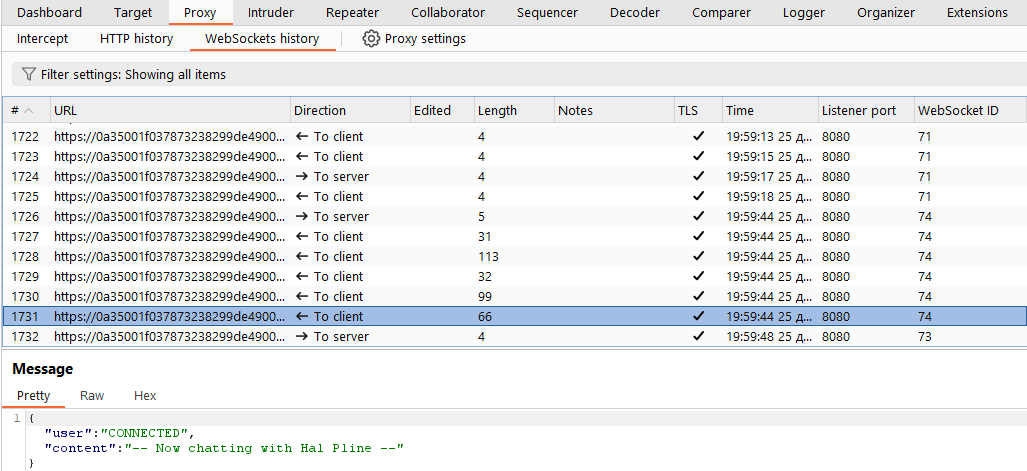 Dashboard Target Proxy Intruder Repeater Collaborator Sequencer Decoder Comparer Logger Organizer Extensions
Intercept HTTP history WebSockets history Proxy settings
Filter settings: Showing all items
# URL Direction Edited Length Notes TLS Time Listener port WebSocket ID
1722 https://0a35001f037873238299de4900... ← To client 4 ✓ 19:59:13 25 д... 8080 71
1723 https://0a35001f037873238299de4900... ← To client 4 ✓ 19:59:15 25 д... 8080 71
1724 https://0a35001f037873238299de4900... → To server 4 ✓ 19:59:17 25 д... 8080 71
1725 https://0a35001f037873238299de4900... ← To client 4 ✓ 19:59:18 25 д... 8080 71
1726 https://0a35001f037873238299de4900... → To server 5 ✓ 19:59:44 25 д... 8080 74
1727 https://0a35001f037873238299de4900... ← To client 31 ✓ 19:59:44 25 д... 8080 74
1728 https://0a35001f037873238299de4900... ← To client 113 ✓ 19:59:44 25 д... 8080 74
1729 https://0a35001f037873238299de4900... ← To client 32 ✓ 19:59:44 25 д... 8080 74
1730 https://0a35001f037873238299de4900... ← To client 99 ✓ 19:59:44 25 д... 8080 74
1731 https://0a35001f037873238299de4900... ← To client 66 ✓ 19:59:44 25 д... 8080 74
1732 https://0a35001f037873238299de4900... → To server 4 ✓ 19:59:48 25 д... 8080 73
Message
Pretty Raw Hex
1 {
"user":"CONNECTED",
"content":"-- Now chatting with Hal Pline --"
}